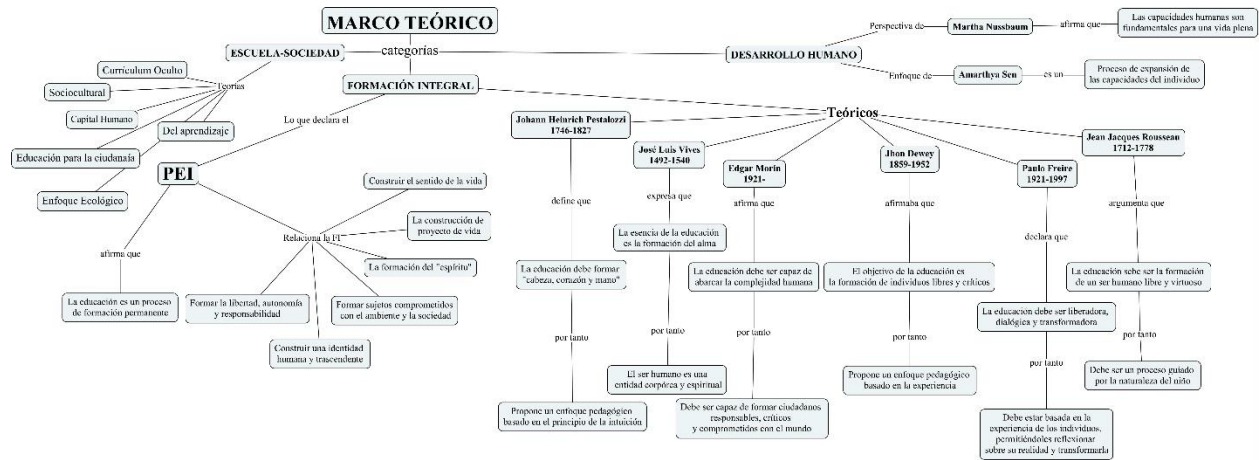 MARCO TEÓRICO
categorías
ESCUELA-SOCIEDAD
Teorías
Currículum Oculto
Sociocultural
Capital Humano
Del aprendizaje
Educación para la ciudanaía
Enfoque Ecológico
DESARROLLO HUMANO
Perspectiva de
Martha Nussbaum
afirma que
Las capacidades humanas son
fundamentales para una vida plena
Enfoque de
Amarthya Sen
es un
Proceso de expansión de
las capacidades del individuo
FORMACIÓN INTEGRAL
Lo que declara el
PEI
afirma que
La educación es un proceso
de formación permanente
Relaciona la FI
Construir el sentido de la vida
La construcción de
proyecto de vida
La formación del "espíritu"
Formar sujetos comprometidos
con el ambiente y la sociedad
Construir una identidad
humana y trascendente
Formar la libertad, autonomía
y responsabilidad
Teóricos
Johann Heinrich Pestalozzi
1746-1827
define que
La educación debe formar
"cabeza, corazón y mano"
por tanto
Propone un enfoque pedagógico
basado en el principio de la intuición
José Luis Vives
1492-1540
expresa que
La esencia de la educación
es la formación del alma
por tanto
El ser humano es una
entidad corpórea y espiritual
Edgar Morin
1921-
afirma que
La educación debe ser capaz de
abarcar la complejidad humana
por tanto
Debe ser capaz de formar ciudadanos
responsables, críticos
y comprometidos con el mundo
Jhon Dewey
1859-1952
afirmaba que
El objetivo de la educación es
la formación de individuos libres y críticos
por tanto
Propone un enfoque pedagógico
basado en la experiencia
Paulo Freire
1921-1997
declara que
La educación debe ser liberadora,
dialógica y transformadora
por tanto
Debe estar basada en la
experiencia de los individuos,
permitiéndoles reflexionar
sobre su realidad y transformarla
Jean Jacques Rousseau
1712-1778
argumenta que
La educación sebe ser la formación
de un ser humano libre y virtuoso
por tanto
Debe ser un proceso guiado
por la naturaleza del niño